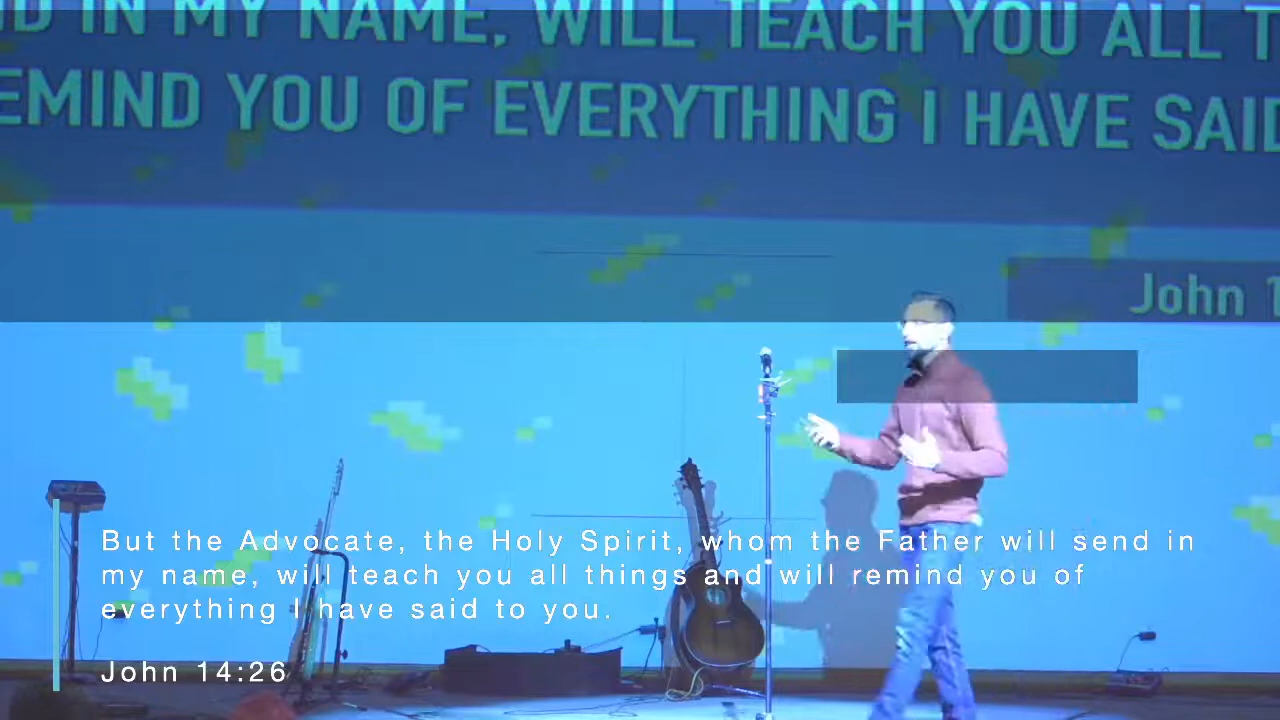 D IN MY NAME, WILL TEACH YOU ALL T
EMIND YOU OF EVERYTHING I HAVE SAID
John 1
But the Advocate, the Holy Spirit, whom the Father will send in
my name, will teach you all things and will remind you of
everything I have said to you.
John 14:26